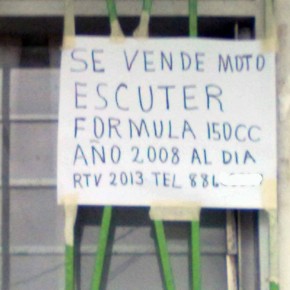 SE VENDE MOTO
ESCUTER
FORMULA 150CC
AÑO 2008 AL DIA
RTV 2013 TEL 886